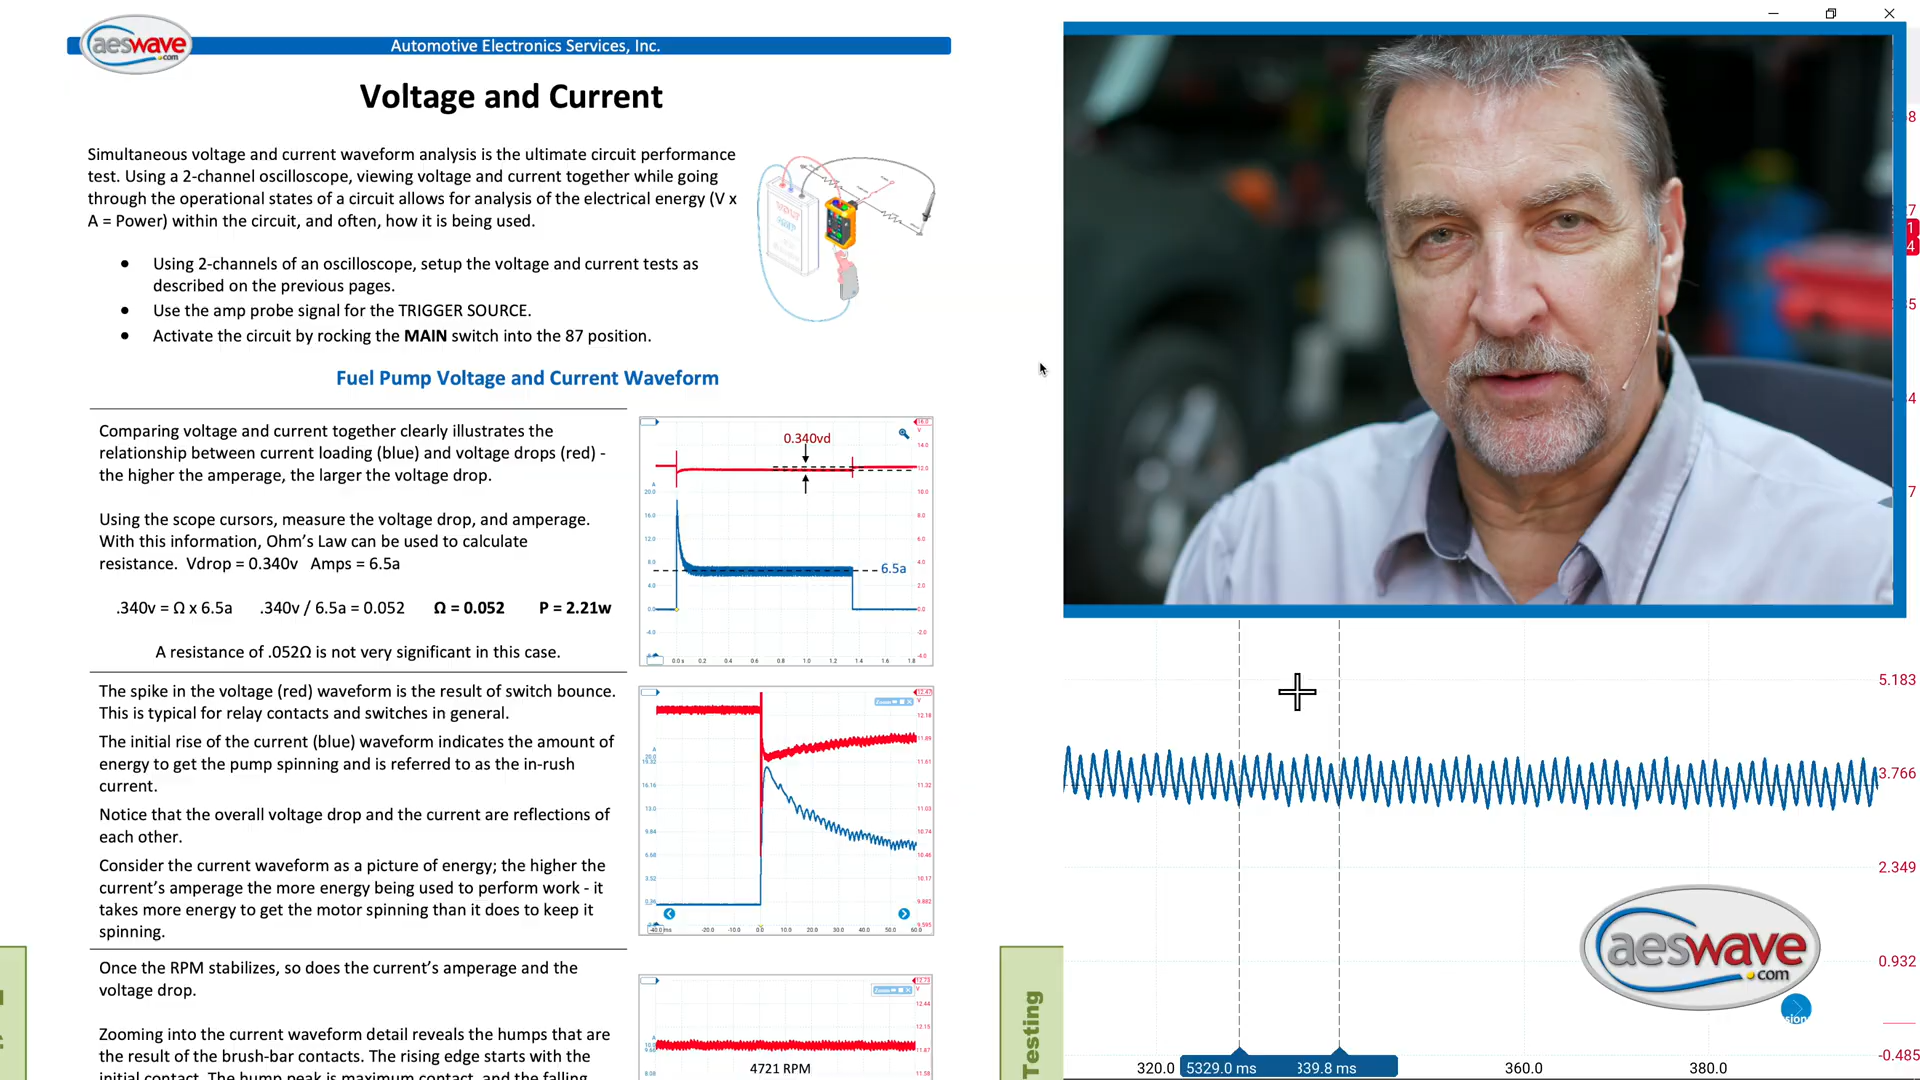 aeswave
.com
Automotive Electronics Services, Inc.
Voltage and Current
Simultaneous voltage and current waveform analysis is the ultimate circuit performance
test. Using a 2-channel oscilloscope, viewing voltage and current together while going
through the operational states of a circuit allows for analysis of the electrical energy (V x
A = Power) within the circuit, and often, how it is being used.
• Using 2-channels of an oscilloscope, setup the voltage and current tests as
described on the previous pages.
• Use the amp probe signal for the TRIGGER SOURCE.
• Activate the circuit by rocking the MAIN switch into the 87 position.
Fuel Pump Voltage and Current Waveform
Comparing voltage and current together clearly illustrates the
relationship between current loading (blue) and voltage drops (red) -
the higher the amperage, the larger the voltage drop.
Using the scope cursors, measure the voltage drop, and amperage.
With this information, Ohm's Law can be used to calculate
resistance. Vdrop = 0.340v Amps = 6.5a
.340v = Ω x 6.5a .340v / 6.5a = 0.052 Ω = 0.052 P = 2.21w
A resistance of .052Ω is not very significant in this case.
0.340vd
6.5a
The spike in the voltage (red) waveform is the result of switch bounce.
This is typical for relay contacts and switches in general.
The initial rise of the current (blue) waveform indicates the amount of
energy to get the pump spinning and is referred to as the in-rush
current.
Notice that the overall voltage drop and the current are reflections of
each other.
Consider the current waveform as a picture of energy; the higher the
current's amperage the more energy being used to perform work - it
takes more energy to get the motor spinning than it does to keep it
spinning.
Once the RPM stabilizes, so does the current's amperage and the
voltage drop.
Zooming into the current waveform detail reveals the humps that are
the result of the brush-bar contacts. The rising edge starts with the
initial contact. The hump peak is maximum contact, and the falling
4721 RPM
Testing
5.183
3.766
2.349
0.932
-0.485
320.0 5329.0 ms 339.8 ms 360.0 380.0
aeswave
.com